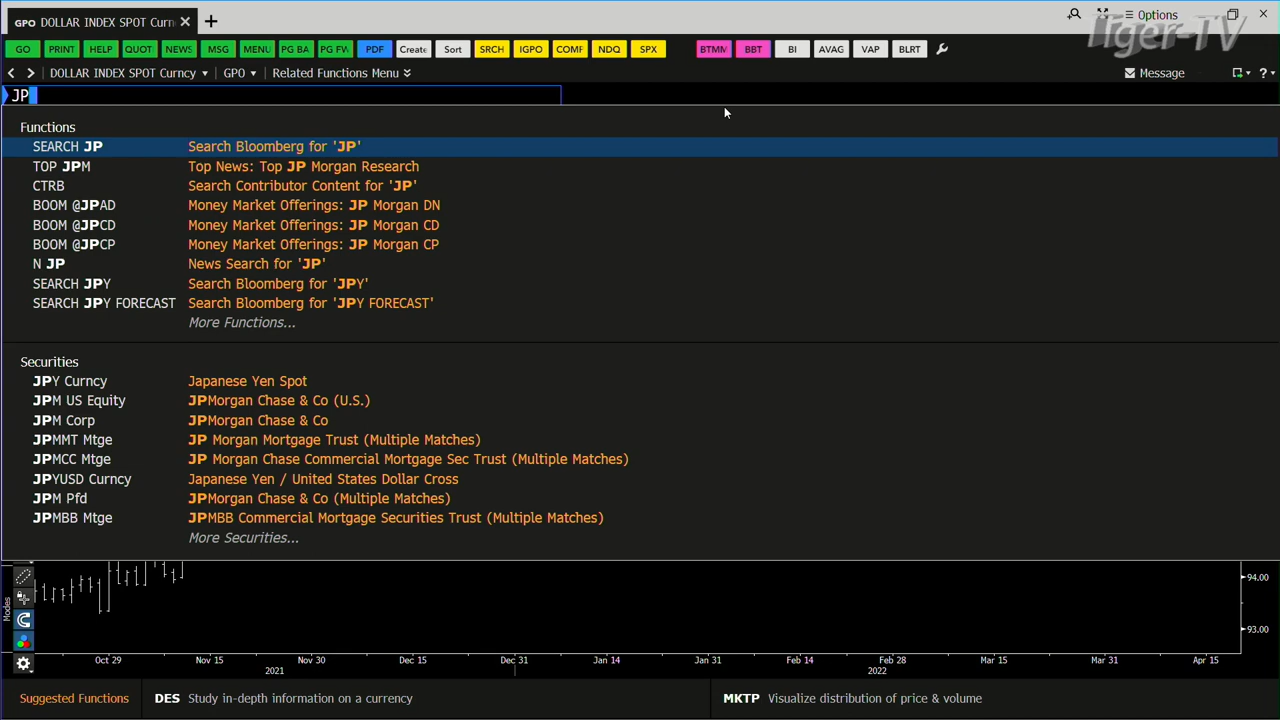 GPO DOLLAR INDEX SPOT Curn
Options
Tiger-TV
GO PRINT HELP QUOT NEWS MSG MENU PG BA PG FW PDF Create Sort SRCH IGPO COMF NDQ SPX BTMM BBT BI AVAG VAP BLRT
DOLLAR INDEX SPOT Curncy GPO Related Functions Menu Message ?
JP
Functions
SEARCH JP Search Bloomberg for 'JP'
TOP JPM Top News: Top JP Morgan Research
CTRB Search Contributor Content for 'JP'
BOOM @JPAD Money Market Offerings: JP Morgan DN
BOOM @JPCD Money Market Offerings: JP Morgan CD
BOOM @JPCP Money Market Offerings: JP Morgan CP
N JP News Search for 'JP'
SEARCH JPY Search Bloomberg for 'JPY'
SEARCH JPY FORECAST Search Bloomberg for 'JPY FORECAST'
More Functions...
Securities
JPY Curncy Japanese Yen Spot
JPM US Equity JPMorgan Chase & Co (U.S.)
JPM Corp JPMorgan Chase & Co
JPMMT Mtge JP Morgan Mortgage Trust (Multiple Matches)
JPMCC Mtge JP Morgan Chase Commercial Mortgage Sec Trust (Multiple Matches)
JPYUSD Curncy Japanese Yen / United States Dollar Cross
JPM Pfd JPMorgan Chase & Co (Multiple Matches)
JPMBB Mtge JPMBB Commercial Mortgage Securities Trust (Multiple Matches)
More Securities...
94.00
Modes
93.00
Oct 29 Nov 15 Nov 30 Dec 15 Dec 31 Jan 14 Jan 31 Feb 14 Feb 28 Mar 15 Mar 31 Apr 15
2021 2022
Suggested Functions DES Study in-depth information on a currency MKTP Visualize distribution of price & volume